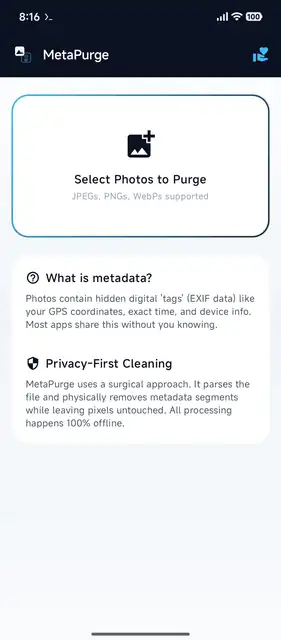 8:16
100
MetaPurge
Select Photos to Purge
JPEGs, PNGs, WebPs supported
What is metadata?
Photos contain hidden digital 'tags' (EXIF data) like
your GPS coordinates, exact time, and device info.
Most apps share this without you knowing.
Privacy-First Cleaning
MetaPurge uses a surgical approach. It parses the
file and physically removes metadata segments
while leaving pixels untouched. All processing
happens 100% offline.